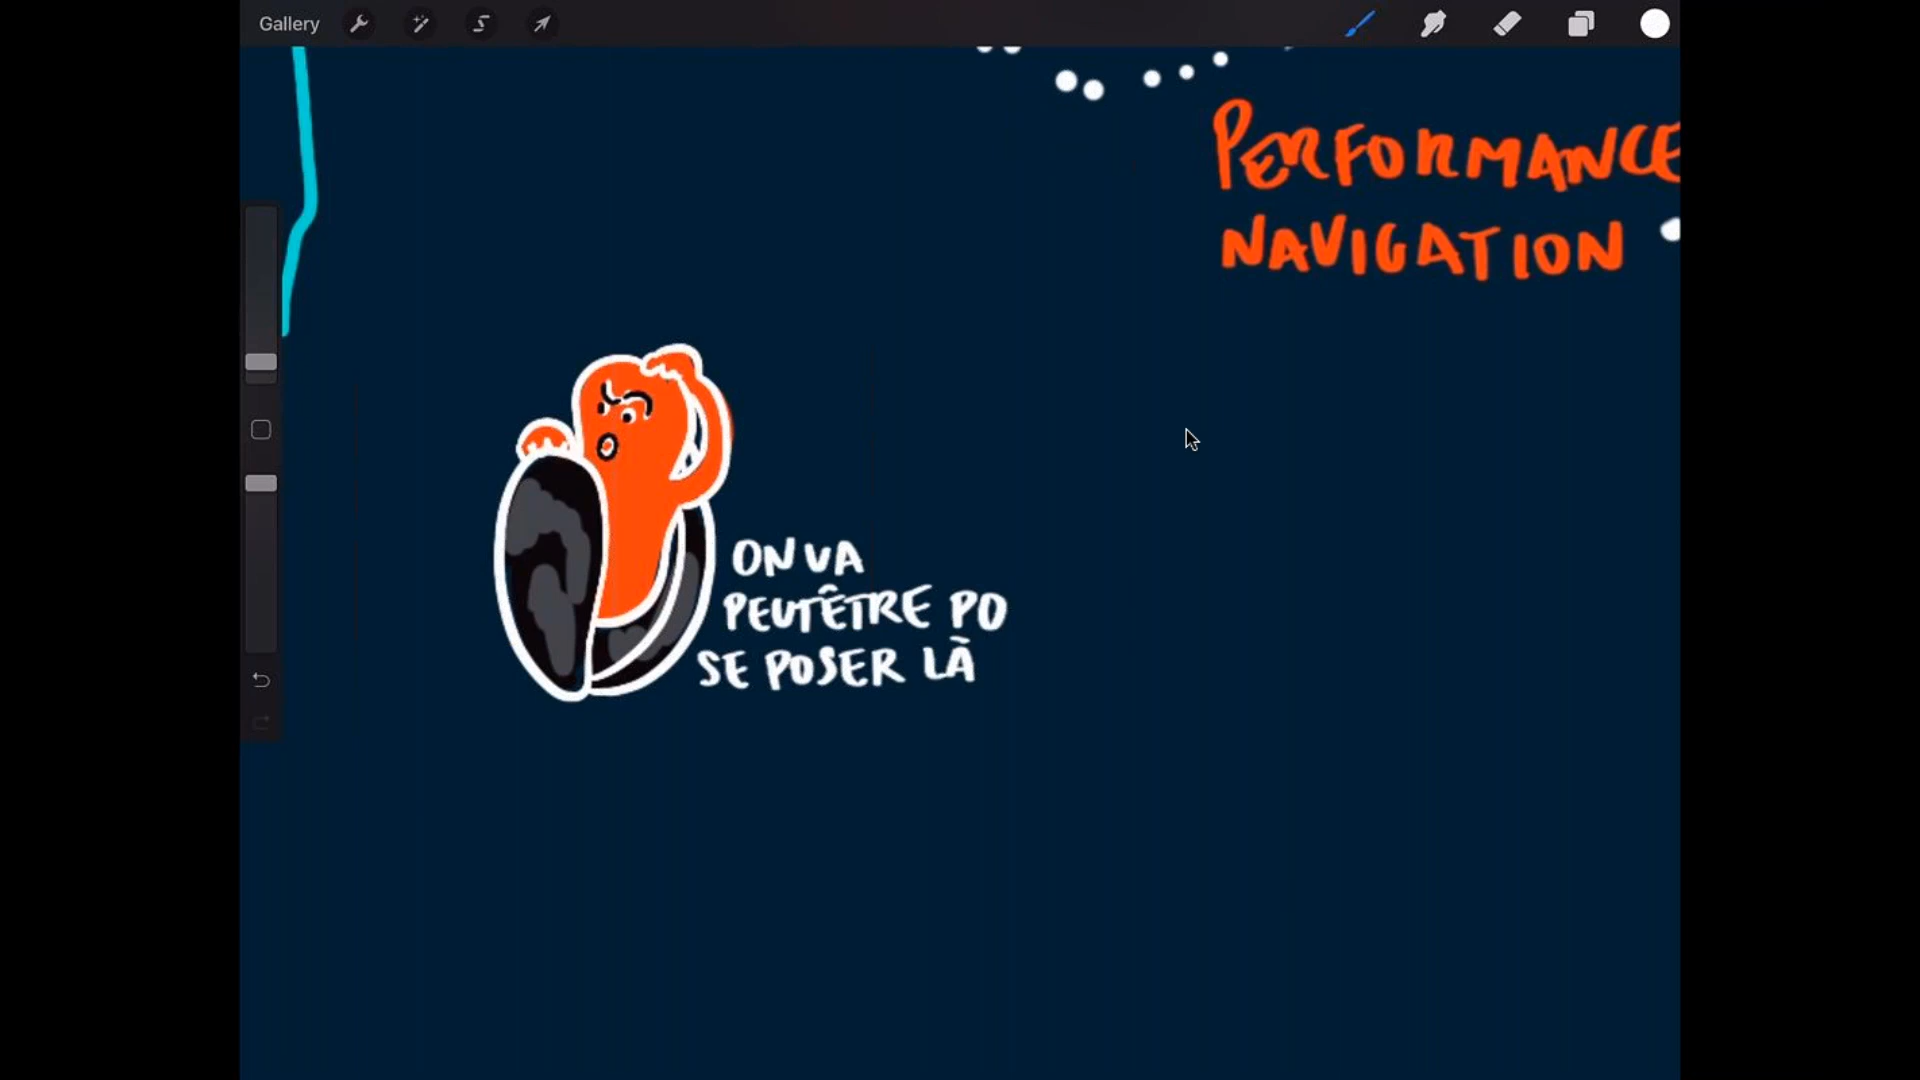 Gallery
PERFORMANCE
NAVIGATION
ON VA
PEUTÊTRE PO
SE POSER LÀ